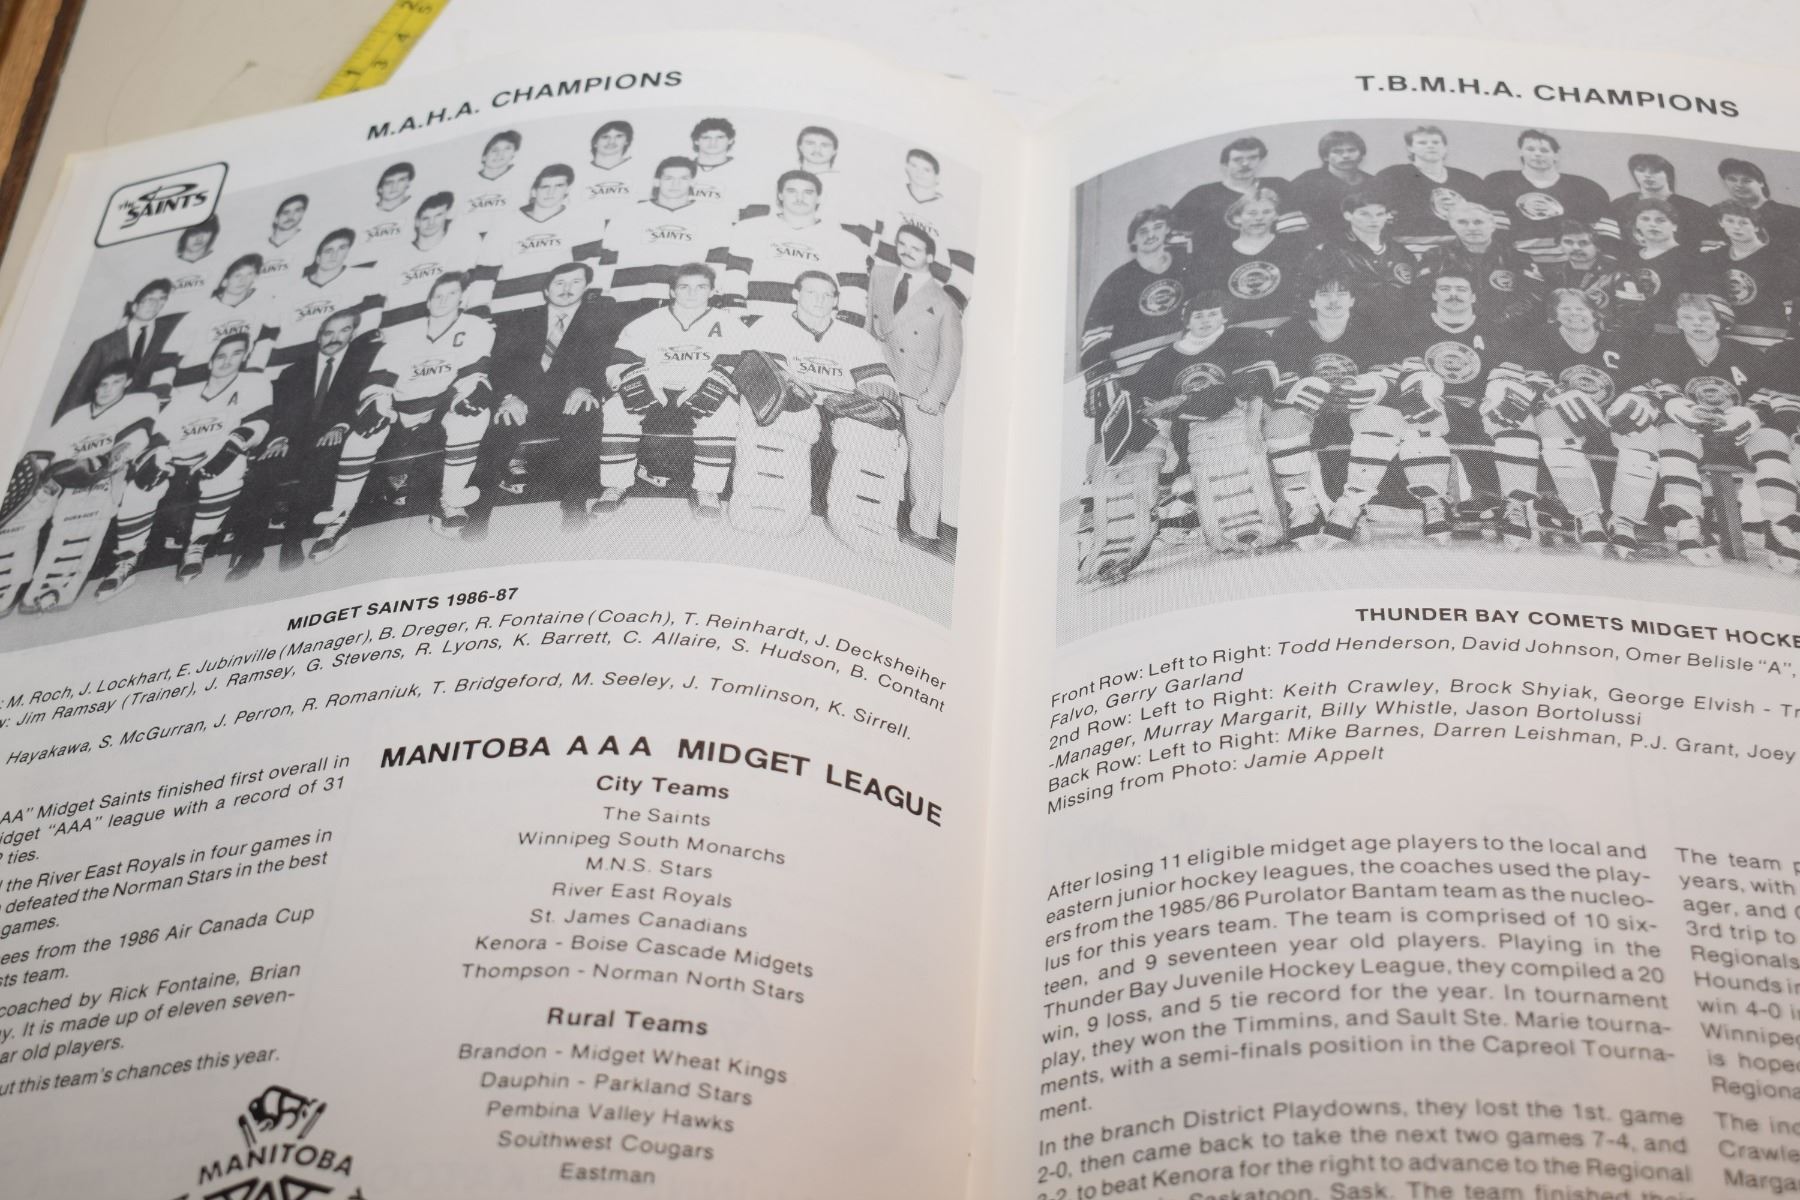 M.A.H.A. CHAMPIONS
The SAINTS
MIDGET SAINTS 1986-87
: M. Roch, J. Lockhart, E. Jubinville (Manager), B. Dreger, R. Fontaine (Coach), T. Reinhardt, J. Decksheiher
Jim Ramsay (Trainer), J. Ramsey, G. Stevens, R. Lyons, K. Barrett, C. Allaire, S. Hudson, B. Contant
Hayakawa, S. McGurran, J. Perron, R. Romaniuk, T. Bridgeford, M. Seeley, J. Tomlinson, K. Sirrell.
AA" Midget Saints finished first overall in
"AAA" league with a record of 31
ties.
the River East Royals in four games in
defeated the Norman Stars in the best
games.
from the 1986 Air Canada Cup
team.
coached by Rick Fontaine, Brian
It is made up of eleven seven-
old players.
this team's chances this year.
MANITOBA
MANITOBA A A A MIDGET LEAGUE
City Teams
The Saints
Winnipeg South Monarchs
M.N.S. Stars
River East Royals
St. James Canadians
Kenora - Boise Cascade Midgets
Thompson - Norman North Stars
Rural Teams
Brandon - Midget Wheat Kings
Dauphin - Parkland Stars
Pembina Valley Hawks
Southwest Cougars
Eastman
T.B.M.H.A. CHAMPIONS
THUNDER BAY COMETS MIDGET HOCKE
Front Row: Left to Right: Todd Henderson, David Johnson, Omer Belisle "A",
Falvo, Gerry Garland
2nd Row: Left to Right: Keith Crawley, Brock Shyiak, George Elvish - Tr
-Manager, Murray Margarit, Billy Whistle, Jason Bortolussi
Back Row: Left to Right: Mike Barnes, Darren Leishman, P.J. Grant, Joey
Missing from Photo: Jamie Appelt
After losing 11 eligible midget age players to the local and
eastern junior hockey leagues, the coaches used the play-
ers from the 1985/86 Purolator Bantam team as the nucleo-
lus for this years team. The team is comprised of 10 six-
teen, and 9 seventeen year old players. Playing in the
Thunder Bay Juvenile Hockey League, they compiled a 20
win, 9 loss, and 5 tie record for the year. In tournament
play, they won the Timmins, and Sault Ste. Marie tourna-
ments, with a semi-finals position in the Capreol Tourna-
ment.
In the branch District Playdowns, they lost the 1st. game
2-0, then came back to take the next two games 7-4, and
to beat Kenora for the right to advance to the Regional
Saskatoon, Sask. The team finished
The team
years, with
ager, and
3rd trip to
Regionals
Hounds in
win 4-0
Winnipeg
is hope
Regiona
The inc
Crawle
Marga